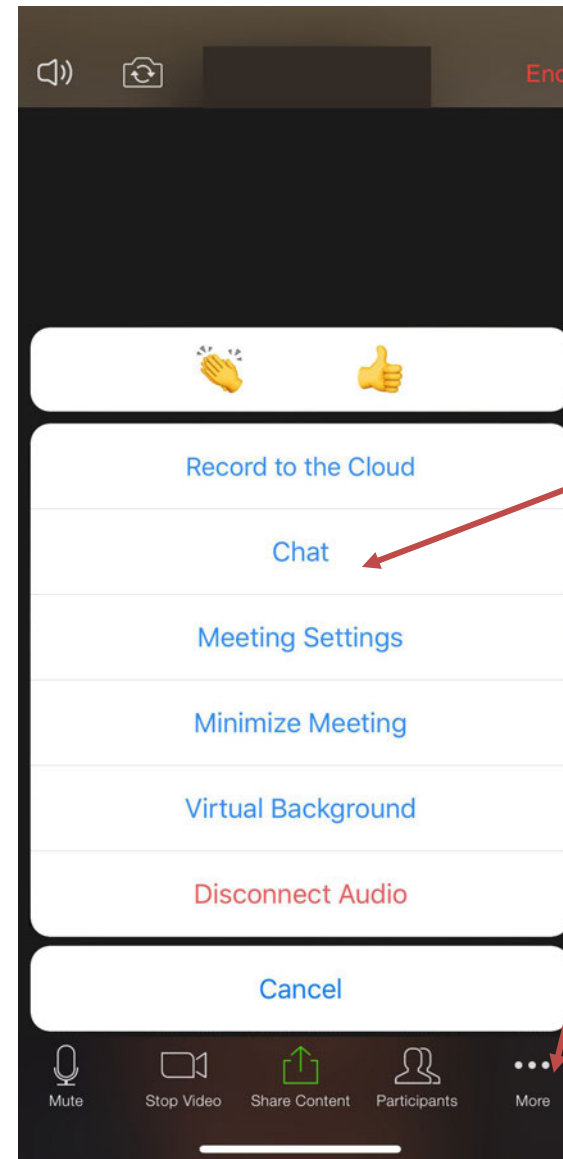 End
Record to the Cloud
Chat
Meeting Settings
Minimize Meeting
Virtual Background
Disconnect Audio
Cancel
Mute Stop Video Share Content Participants More